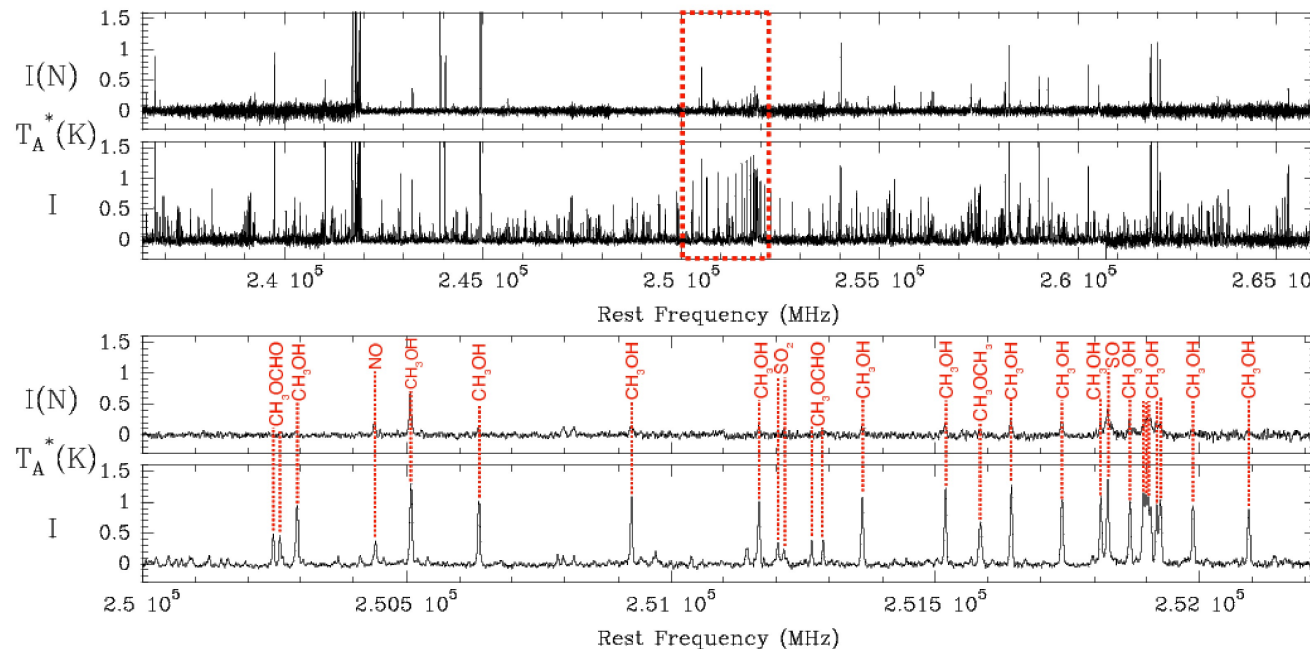 1.5
1
0.5
0
I(N)
T_A^*(K)
1.5
1
0.5
0
I
2.4 10^5
2.45 10^5
2.5 10^5
2.55 10^5
2.6 10^5
2.65 10^5
Rest Frequency (MHz)
1.5
1
0.5
0
I(N)
T_A^*(K)
CH₃OCHO
CH₃OH
NO
CH₃OH
CH₃OH
CH₃OH
CH₃OH
SO₂
CH₃OCHO
CH₃OH
CH₃OH
CH₃OCH₃
CH₃OH
CH₃OH
CH₃OH
SO
CH₃OH
CH₃OH
CH₃OH
CH₃OH
1.5
1
0.5
0
I
2.5 10^5
2.505 10^5
2.51 10^5
2.515 10^5
2.52 10^5
Rest Frequency (MHz)